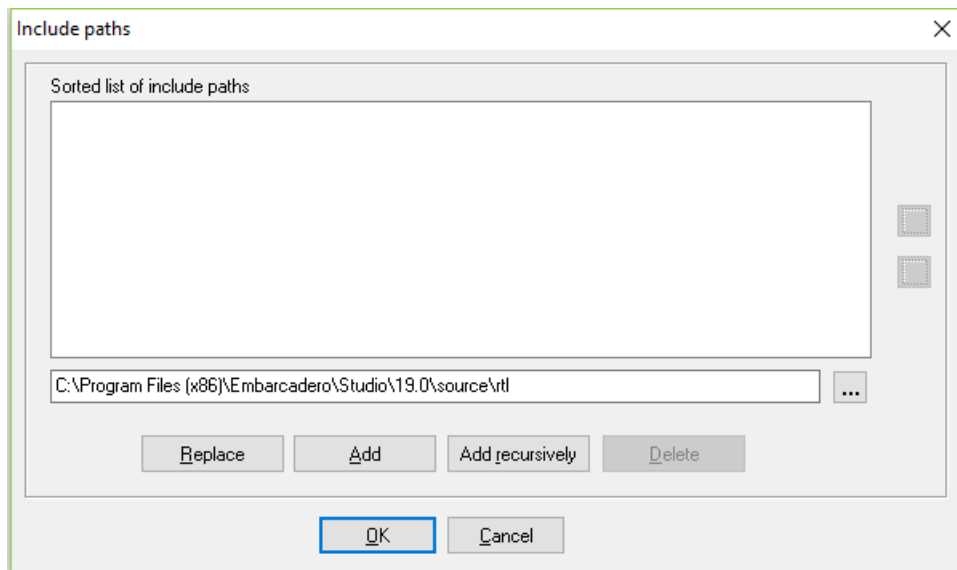 Include paths
Sorted list of include paths
C:\Program Files (x86)\Embarcadero\Studio\19.0\source\rtl
...
Replace Add Add recursively Delete
OK Cancel